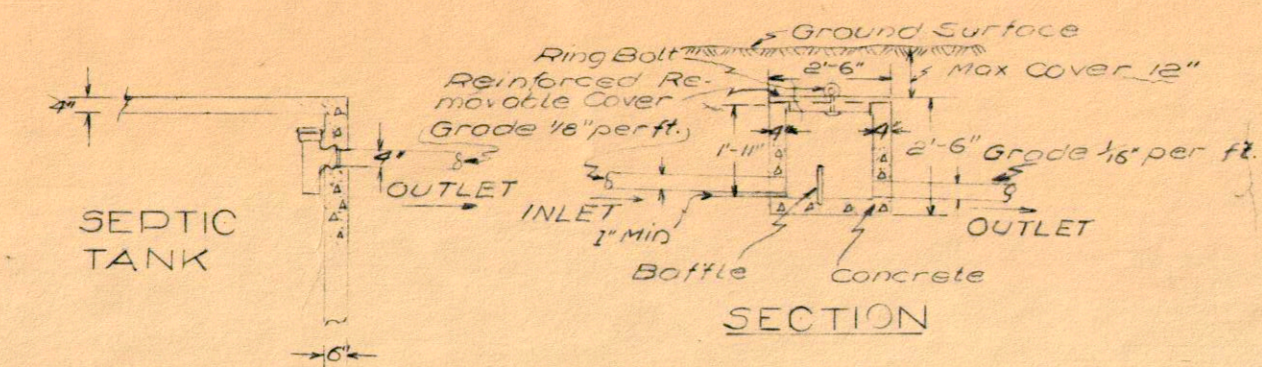 Ground Surface
Ring Bolt
2'-6"
Max Cover 12"
Reinforced Re-
movable Cover
4"
Grade 1/8" per ft.
4"
4"
1'-11"
2'-6"
Grade 1/16" per ft.
4"
OUTLET
INLET
1" Min
OUTLET
SEPTIC
TANK
Baffle
Concrete
SECTION
6"